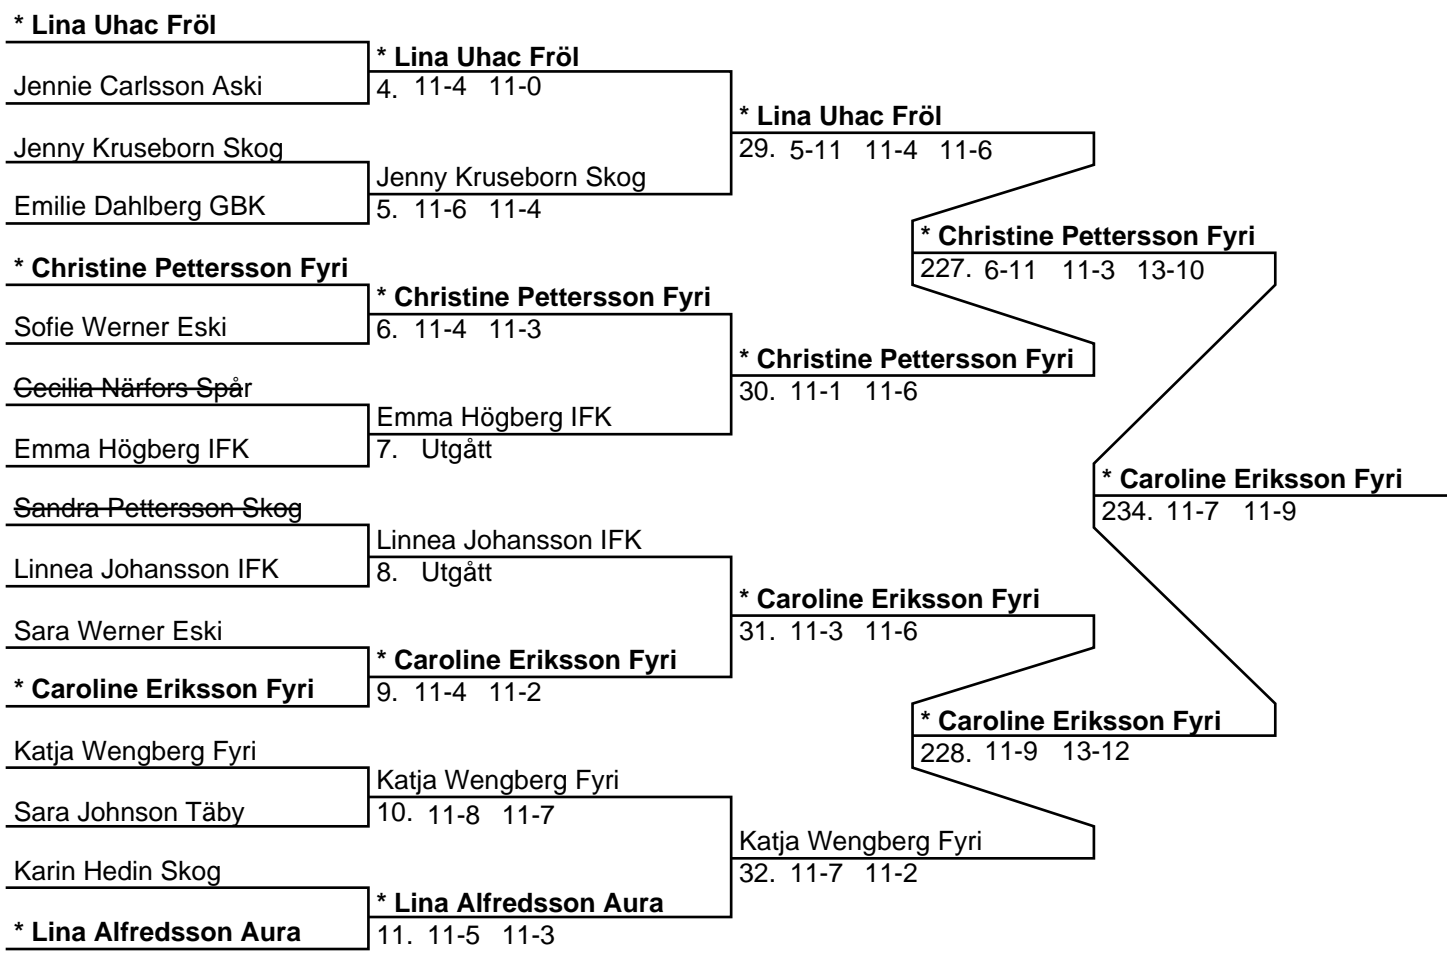 * Lina Uhac Fröl
Jennie Carlsson Aski
Jenny Kruseborn Skog
Emilie Dahlberg GBK
* Christine Pettersson Fyri
Sofie Werner Eski
Cecilia Närfors Spår
Emma Högberg IFK
Sandra Pettersson Skog
Linnea Johansson IFK
Sara Werner Eski
* Caroline Eriksson Fyri
Katja Wengberg Fyri
Sara Johnson Täby
Karin Hedin Skog
* Lina Alfredsson Aura
* Lina Uhac Fröl
4. 11-4 11-0
Jenny Kruseborn Skog
5. 11-6 11-4
* Christine Pettersson Fyri
6. 11-4 11-3
Emma Högberg IFK
7. Utgått
Linnea Johansson IFK
8. Utgått
* Caroline Eriksson Fyri
9. 11-4 11-2
Katja Wengberg Fyri
10. 11-8 11-7
* Lina Alfredsson Aura
11. 11-5 11-3
* Lina Uhac Fröl
29. 5-11 11-4 11-6
* Christine Pettersson Fyri
30. 11-1 11-6
* Caroline Eriksson Fyri
31. 11-3 11-6
Katja Wengberg Fyri
32. 11-7 11-2
* Christine Pettersson Fyri
227. 6-11 11-3 13-10
* Caroline Eriksson Fyri
228. 11-9 13-12
* Caroline Eriksson Fyri
234. 11-7 11-9